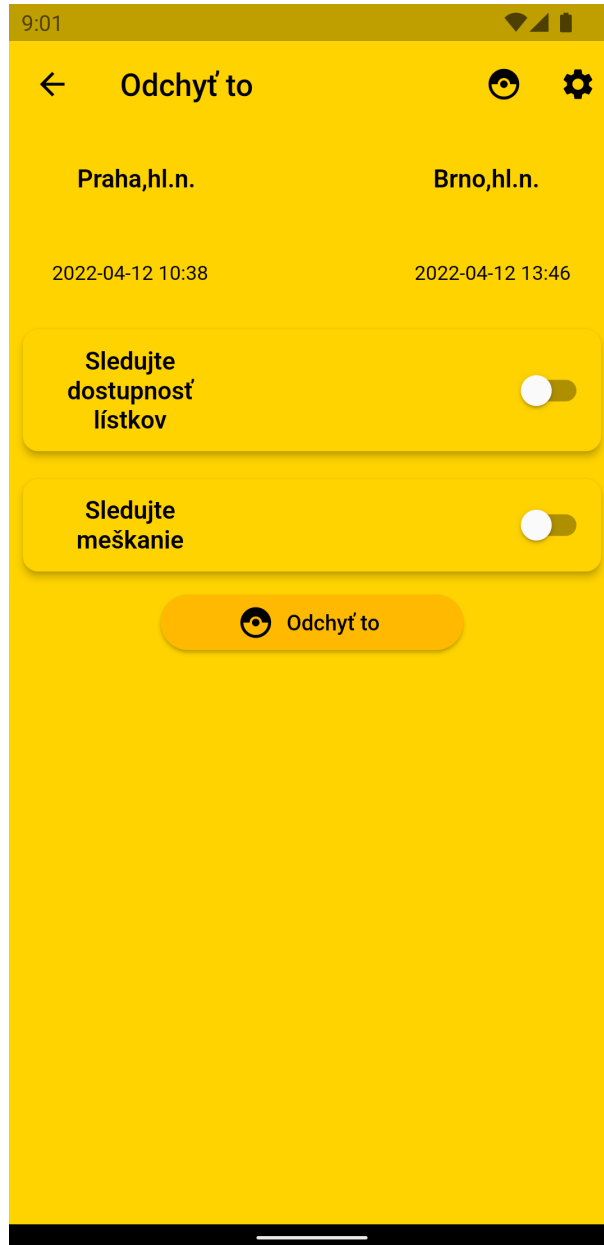 9:01
Odchyť to
Praha,hl.n.
Brno,hl.n.
2022-04-12 10:38
2022-04-12 13:46
Sledujte
dostupnosť
lístkov
Sledujte
meškanie
Odchyť to